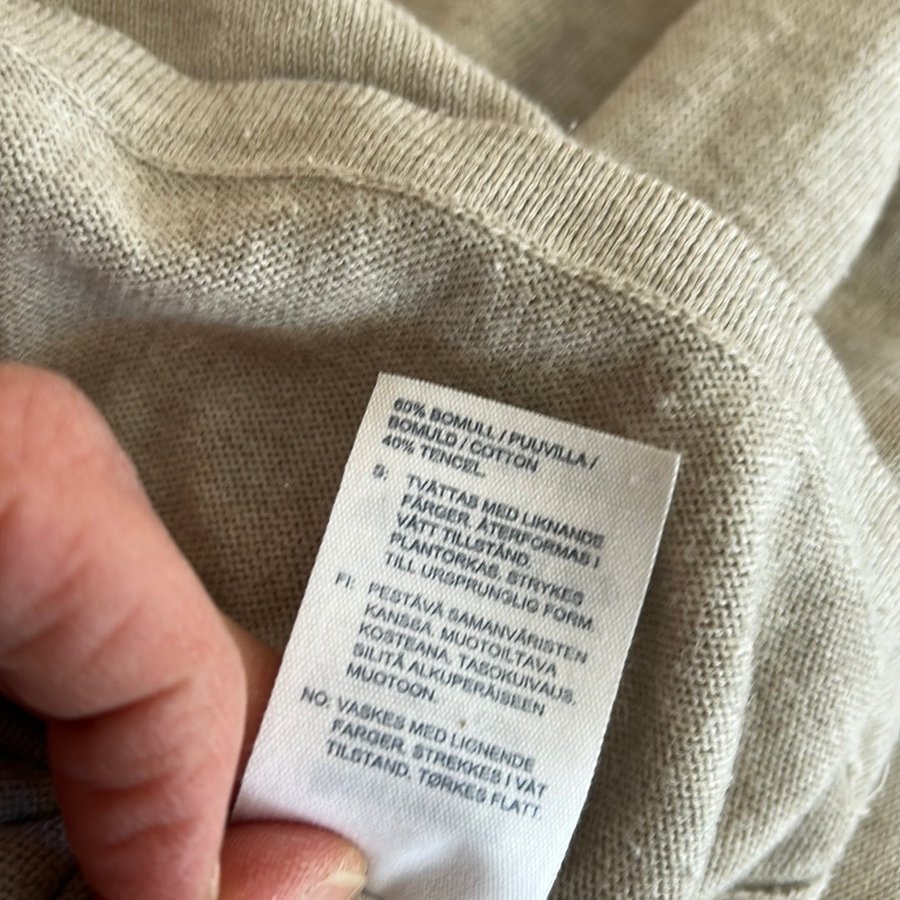 60% BOMULL / PUUVILLA /
BOMULD / COTTON
40% TENCEL
S: TVÄTTAS MED LIKNANDE
FÄRGER, ÅTERFORMAS I
VÅTT TILLSTÅND.
PLANTORKAS, STRYKES
TILL URSPRUNGLIG FORM.
FI: PESTÄVÄ SAMANVÄRISTEN
KANSSA, MUOTOILTAVA
KOSTEANA, TASOKUIVAUS,
SILITÄ ALKUPERÄISEEN
MUOTOON.
NO: VASKES MED LIGNENDE
FARGER, STREKKES I VÅT
TILSTAND, TØRKES FLATT.